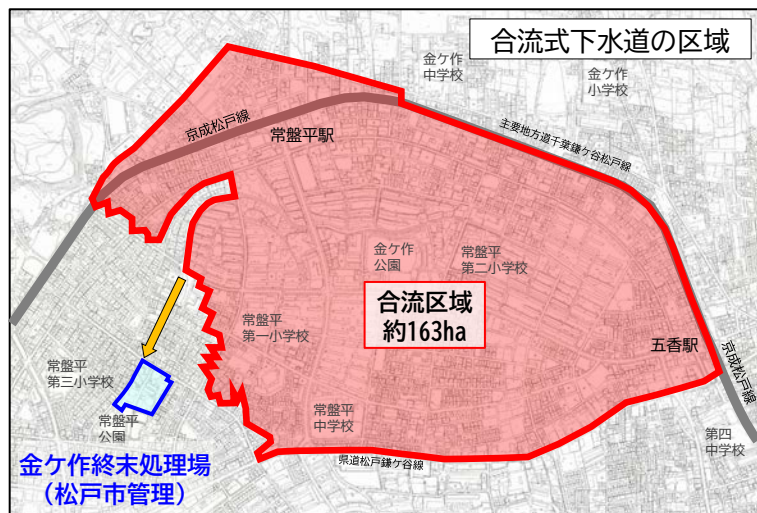 合流式下水道の区域
金ケ作
中学校
金ケ作
小学校
京成松戸線
常盤平駅
主要地方道千葉鎌ケ谷松戸線
金ケ作
公園
常盤平
第二小学校
合流区域
約163ha
常盤平
第一小学校
五香駅
京成松戸線
常盤平
第三小学校
常盤平
公園
常盤平
中学校
第四
中学校
県道松戸鎌ケ谷線
金ケ作終末処理場
（松戸市管理）